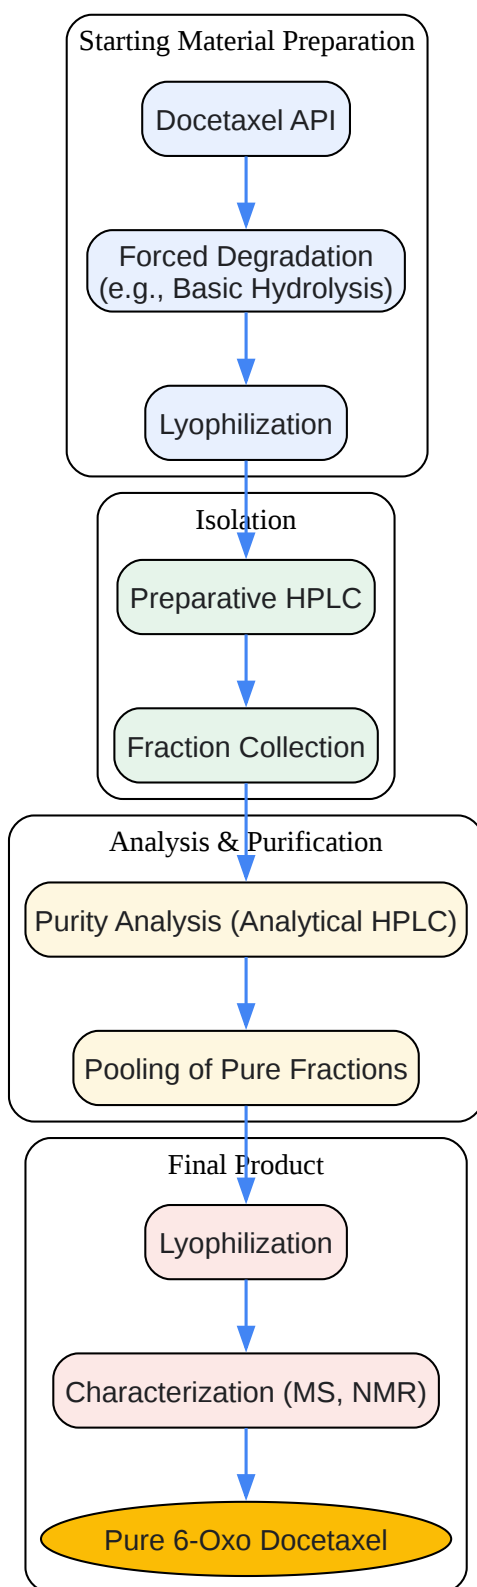 Starting Material Preparation
Docetaxel API
Forced Degradation
(e.g., Basic Hydrolysis)
Lyophilization
Isolation
Preparative HPLC
Fraction Collection
Analysis & Purification
Purity Analysis (Analytical HPLC)
Pooling of Pure Fractions
Final Product
Lyophilization
Characterization (MS, NMR)
Pure 6-Oxo Docetaxel